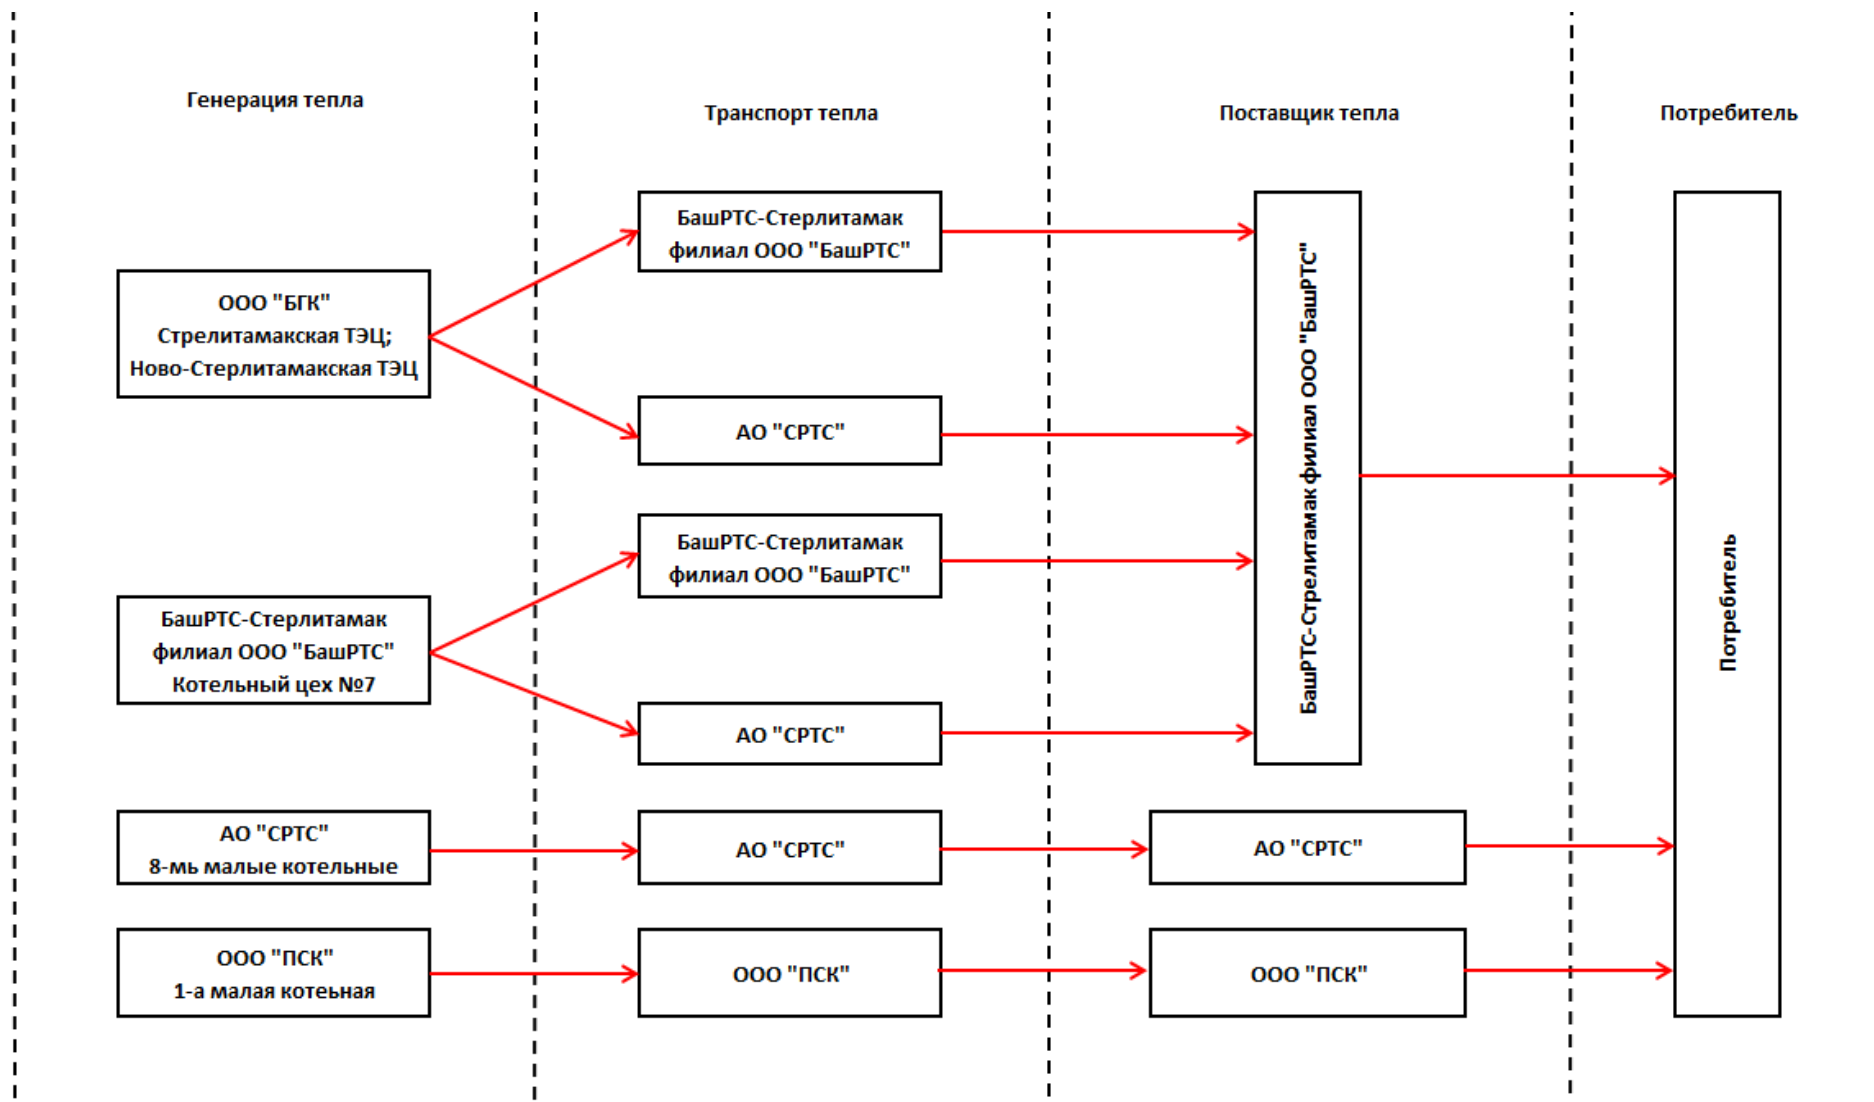 Генерация тепла
Транспорт тепла
Поставщик тепла
Потребитель
ООО "БГК"
Стрелитамакская ТЭЦ;
Ново-Стерлитамакская ТЭЦ
БашРТС-Стерлитамак
филиал ООО "БашРТС"
Котельный цех №7
АО "СРТС"
8-мь малые котельные
ООО "ПСК"
1-а малая котеьная
БашРТС-Стерлитамак
филиал ООО "БашРТС"
АО "СРТС"
БашРТС-Стерлитамак
филиал ООО "БашРТС"
АО "СРТС"
АО "СРТС"
ООО "ПСК"
БашРТС-Стрелитамак филиал ООО "БашРТС"
АО "СРТС"
ООО "ПСК"
Потребитель